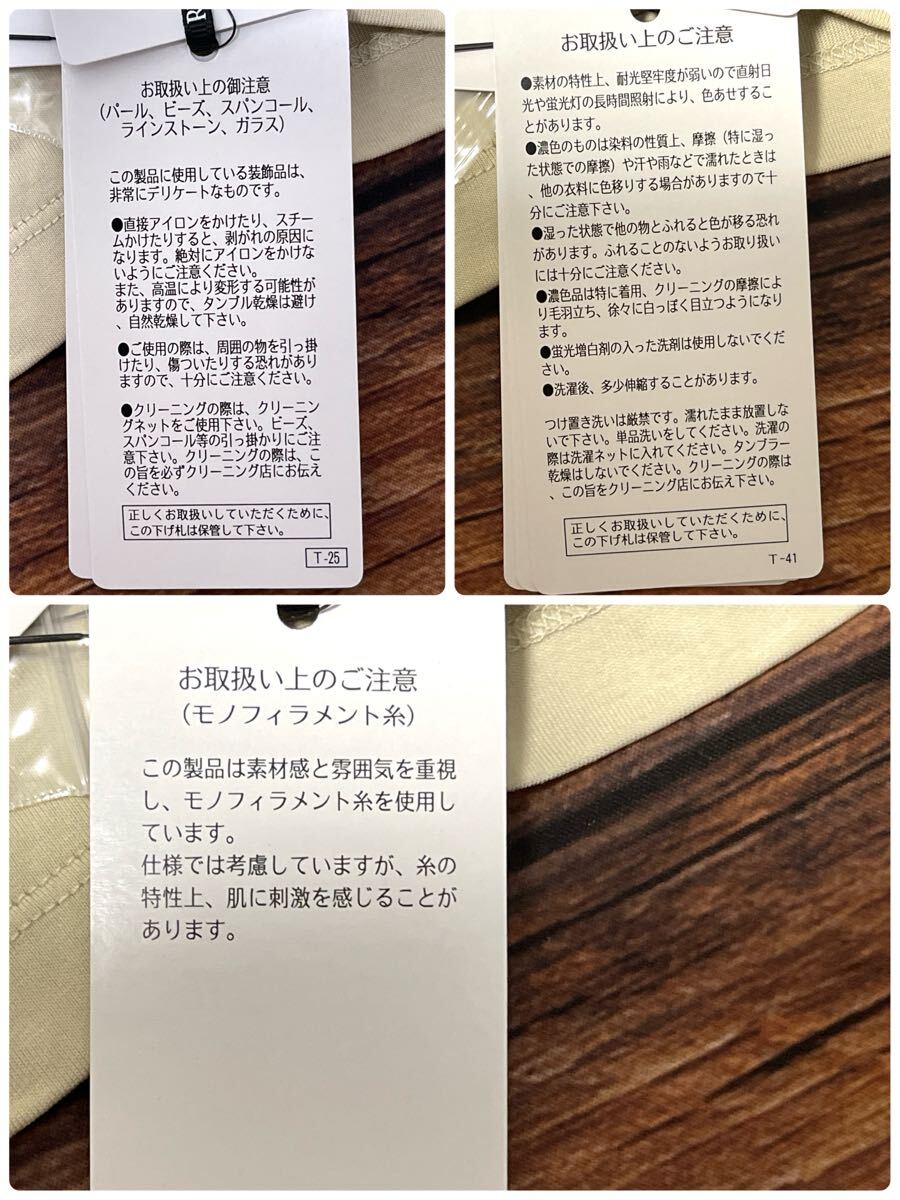 R
お取扱い上の御注意
(パール、ビーズ、スパンコール、
ラインストーン、ガラス)
この製品に使用している装飾品は、
非常にデリケートなものです。
●直接アイロンをかけたり、スチー
ムかけたりすると、剥がれの原因に
なります。絶対にアイロンをかけな
いようにご注意ください。
また、高温により変形する可能性が
ありますので、タンブル乾燥は避け
、自然乾燥して下さい。
●ご使用の際は、周囲の物を引っ掛
けたり、傷ついたりする恐れがあり
ますので、十分にご注意ください。
●クリーニングの際は、クリーニン
グネットをご使用下さい。ビーズ、
スパンコール等の引っ掛かりにご注
意下さい。クリーニングの際は、こ
の旨を必ずクリーニング店にお伝え
ください。
正しくお取扱いしていただくために、
この下げ札は保管して下さい。
T-25
お取扱い上のご注意
●素材の特性上、耐光堅牢度が弱いので直射日
光や蛍光灯の長時間照射により、色あせするこ
とがあります。
●濃色のものは染料の性質上、摩擦（特に湿っ
た状態での摩擦）や汗や雨などで濡れたときは
、他の衣料に色移りする場合がありますので十
分にご注意下さい。
●湿った状態で他の物とふれると色が移る恐れ
があります。ふれることのないようお取り扱い
には十分にご注意ください。
●濃色品は特に着用、クリーニングの摩擦によ
り毛羽立ち、徐々に白っぽく目立つようになり
ます。
●蛍光増白剤の入った洗剤は使用しないでくだ
さい。
●洗濯後、多少伸縮することがあります。
つけ置き洗いは厳禁です。濡れたまま放置しな
いで下さい。単品洗いをしてください。洗濯の
際は洗濯ネットに入れてください。タンブラー
乾燥はしないでください。クリーニングの際は
、この旨をクリーニング店にお伝え下さい。
正しくお取扱いしていただくために、
この下げ札は保管して下さい。
T-41
お取扱い上のご注意
（モノフィラメント糸）
この製品は素材感と雰囲気を重視
し、モノフィラメント糸を使用し
ています。
仕様では考慮していますが、糸の
特性上、肌に刺激を感じることが
あります。